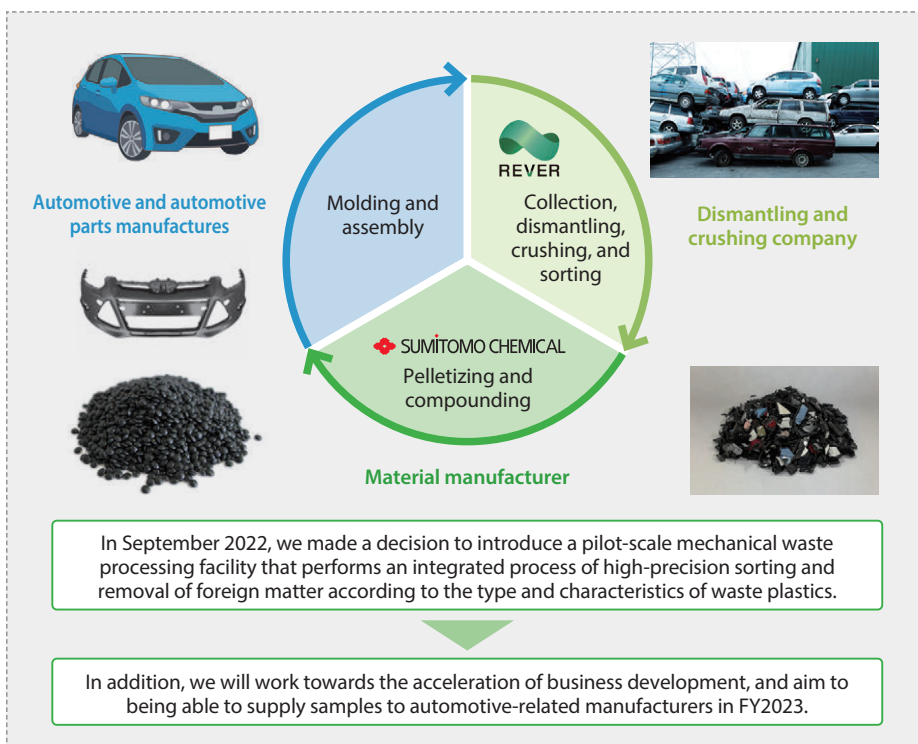 Automotive and automotive
parts manufactures
Molding and
assembly
REVER
Collection,
dismantling,
crushing, and
sorting
Dismantling and
crushing company
SUMITOMO CHEMICAL
Pelletizing and
compounding
Material manufacturer
In September 2022, we made a decision to introduce a pilot-scale mechanical waste
processing facility that performs an integrated process of high-precision sorting and
removal of foreign matter according to the type and characteristics of waste plastics.
In addition, we will work towards the acceleration of business development, and aim to
being able to supply samples to automotive-related manufacturers in FY2023.